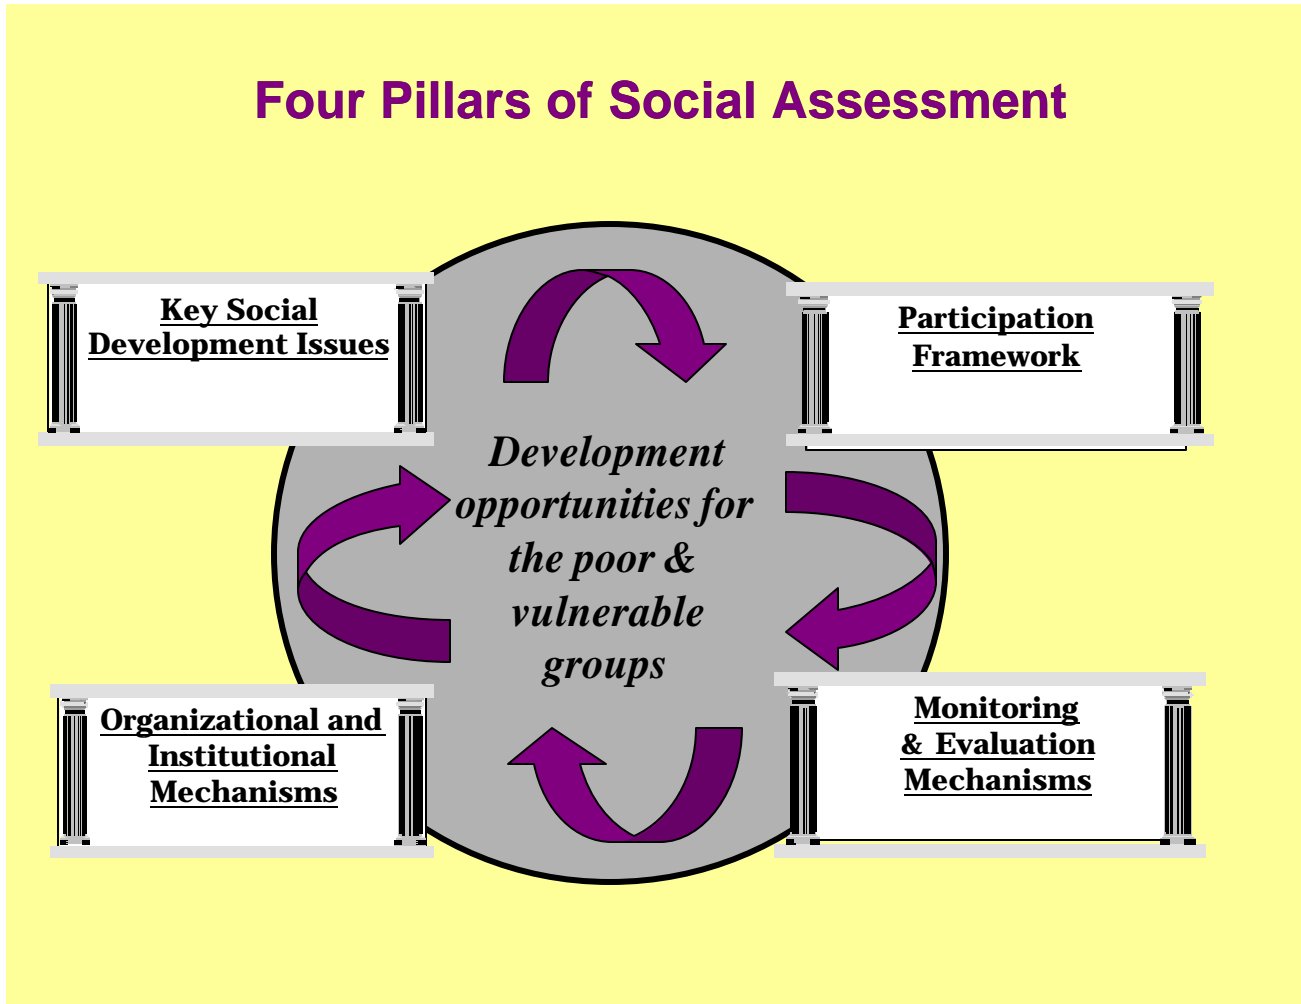 Four Pillars of Social Assessment
Key Social
Development Issues
Participation
Framework
Development
opportunities for
the poor &
vulnerable
groups
Organizational and
Institutional
Mechanisms
Monitoring
& Evaluation
Mechanisms